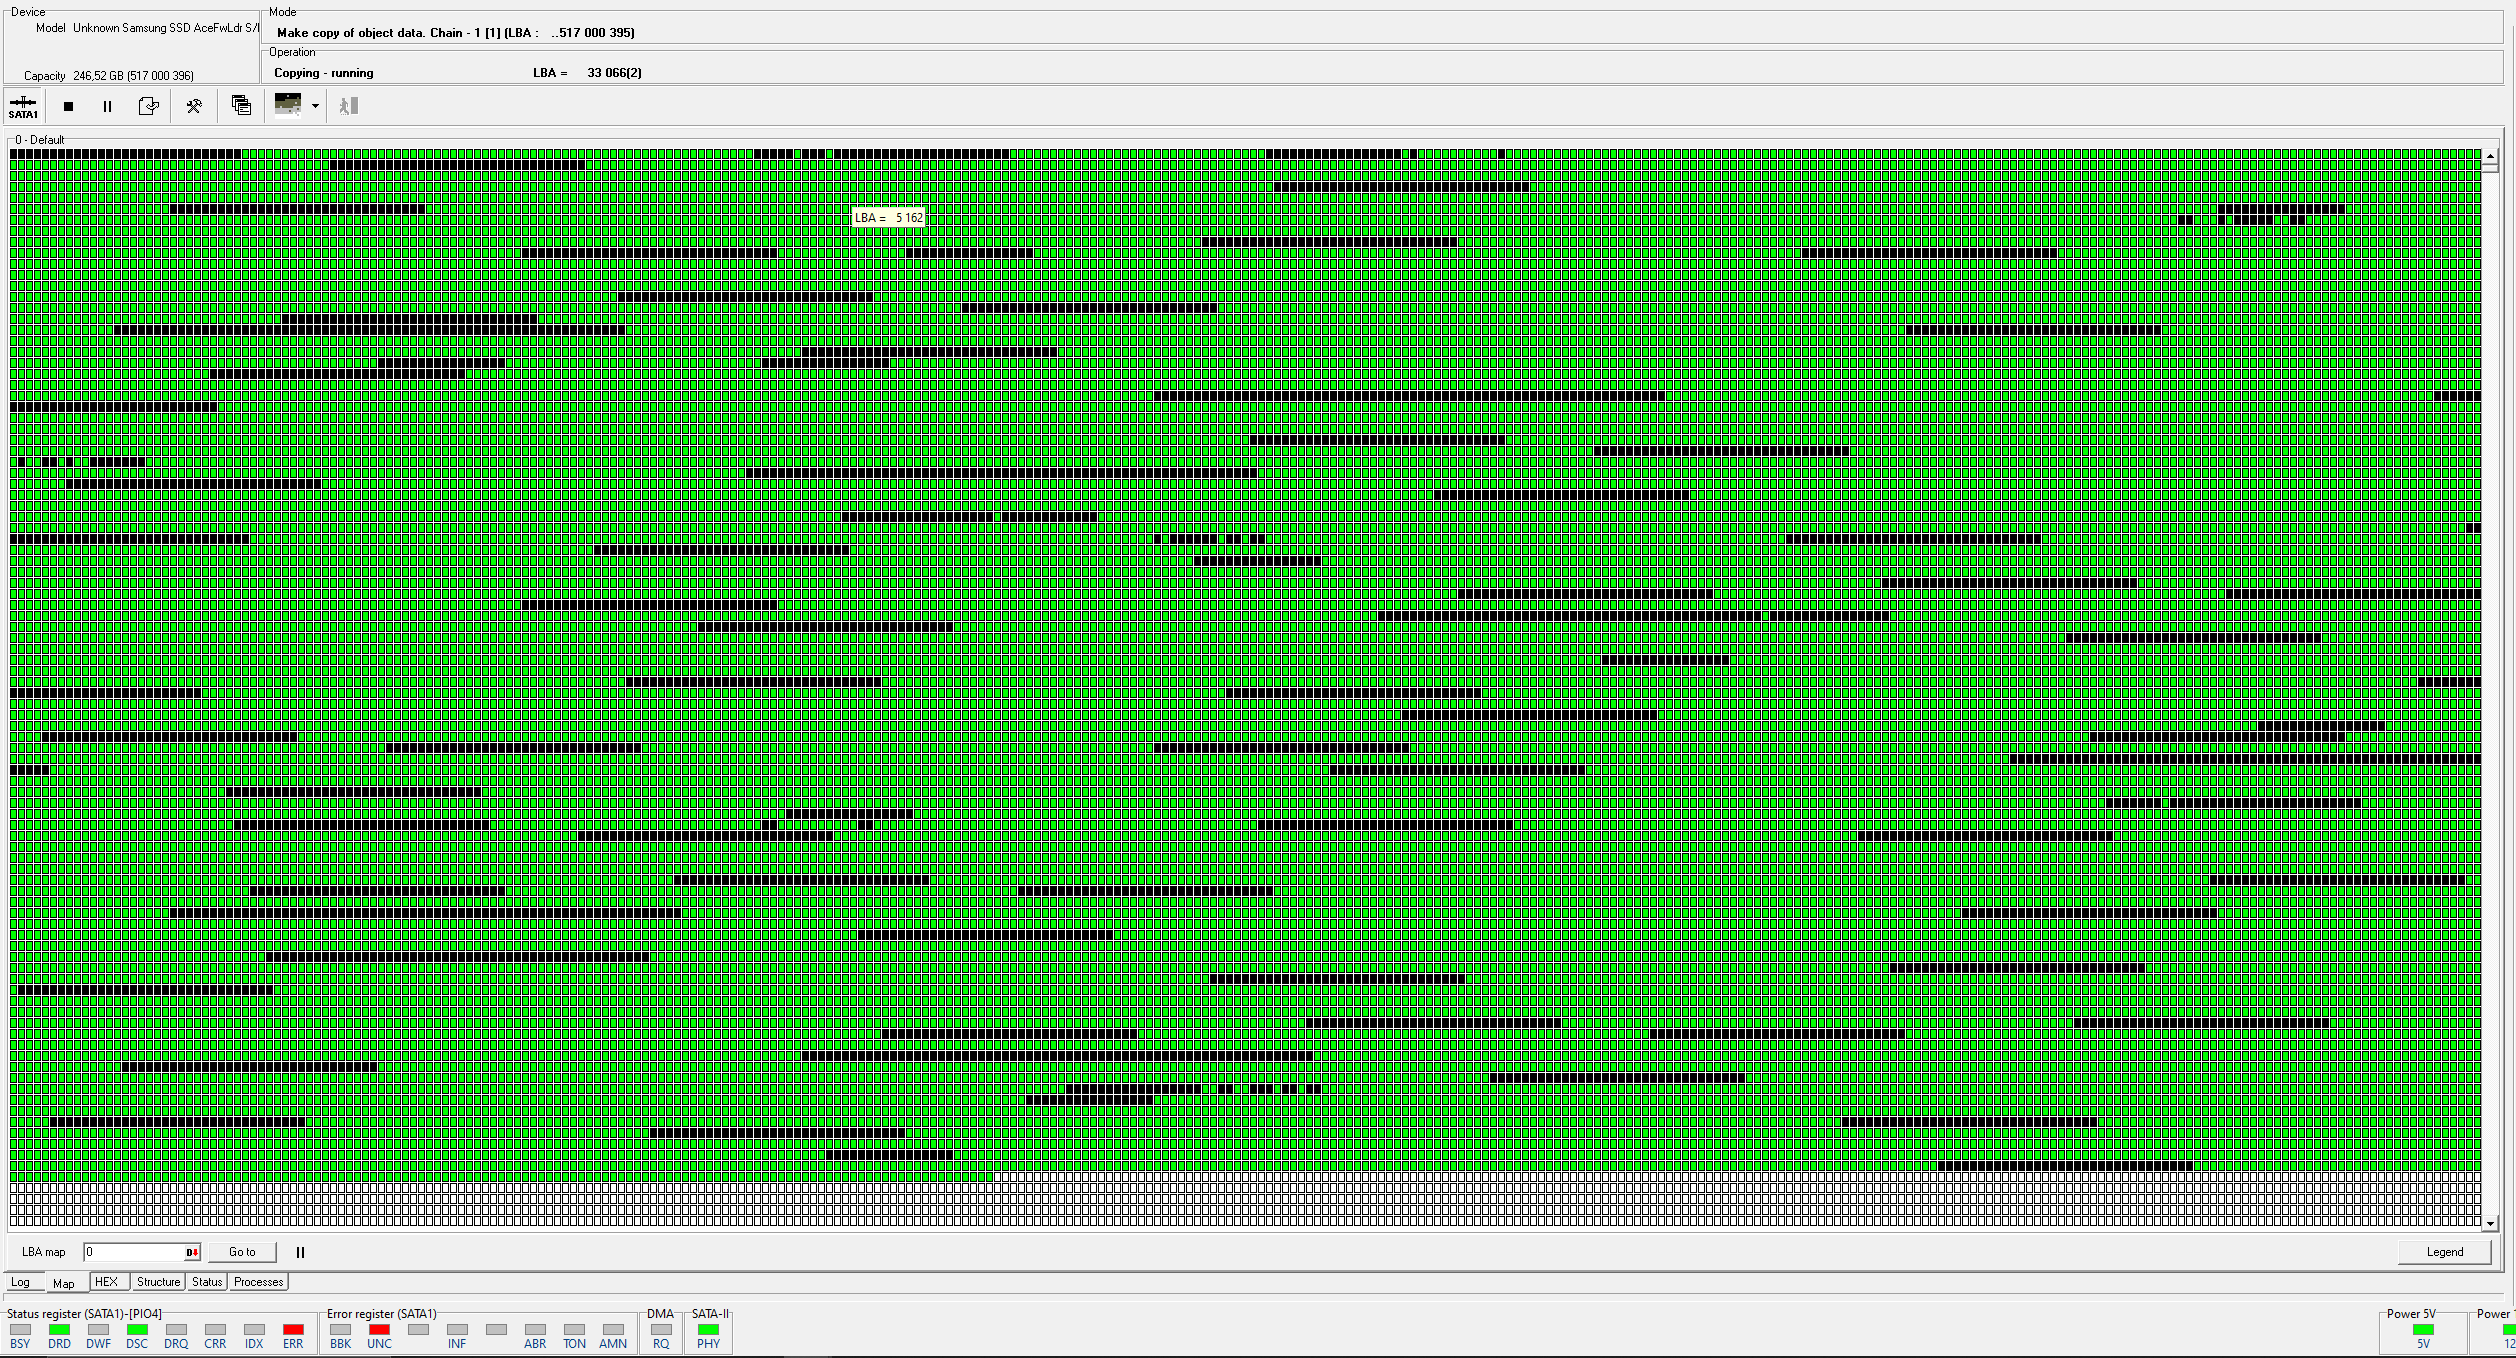 Device
Model Unknown Samsung SSD AceFwLdr S/
Capacity 246,52 GB (517 000 396)
Mode
Make copy of object data. Chain - 1 [1] (LBA : ..517 000 395)
Operation
Copying - running LBA = 33 066(2)
SATA1
0 - Default
LBA = 5 162
LBA map 0 D Go to Legend
Log Map HEX Structure Status Processes
Status register (SATA1)-[PIO4]
BSY DRD DWF DSC DRQ CRR IDX ERR
Error register (SATA1)
BBK UNC INF ABR TON AMN
DMA
RQ
SATA-II
PHY
Power 5V
5V
Power
12